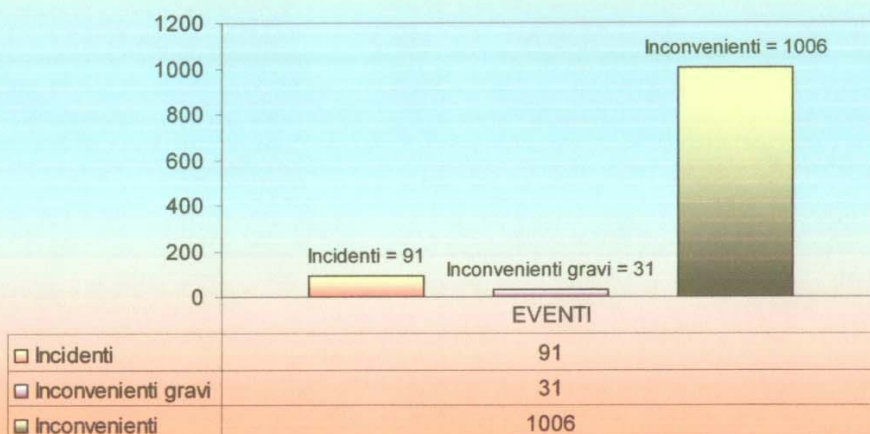 1200
1000
800
600
400
200
0
Inconvenienti = 1006
Incidenti = 91
Inconvenienti gravi = 31
EVENTI
Incidenti 91
Inconvenienti gravi 31
Inconvenienti 1006